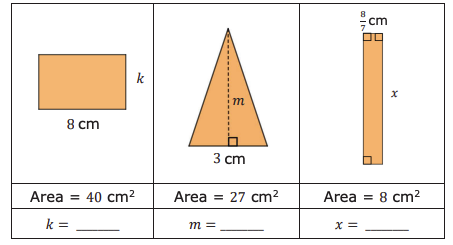 8/7 cm
k
m
x
8 cm
3 cm
Area = 40 cm²
Area = 27 cm²
Area = 8 cm²
k = ______
m = ______
x = ______